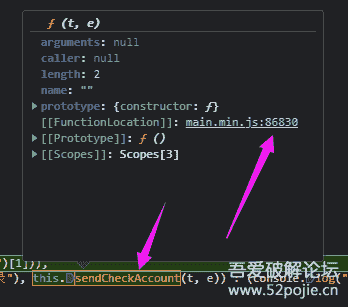 ƒ (t, e)
arguments: null
caller: null
length: 2
name: ""
▶ prototype: {constructor: ƒ}
[[FunctionLocation]]: main.min.js:86830
▶ [[Prototype]]: ƒ ()
▶ [[Scopes]]: Scopes[3]
")[1])),
"), this.sendCheckAccount(t, e)) : (Console.log("
吾爱破解论坛
www.52pojie.cn